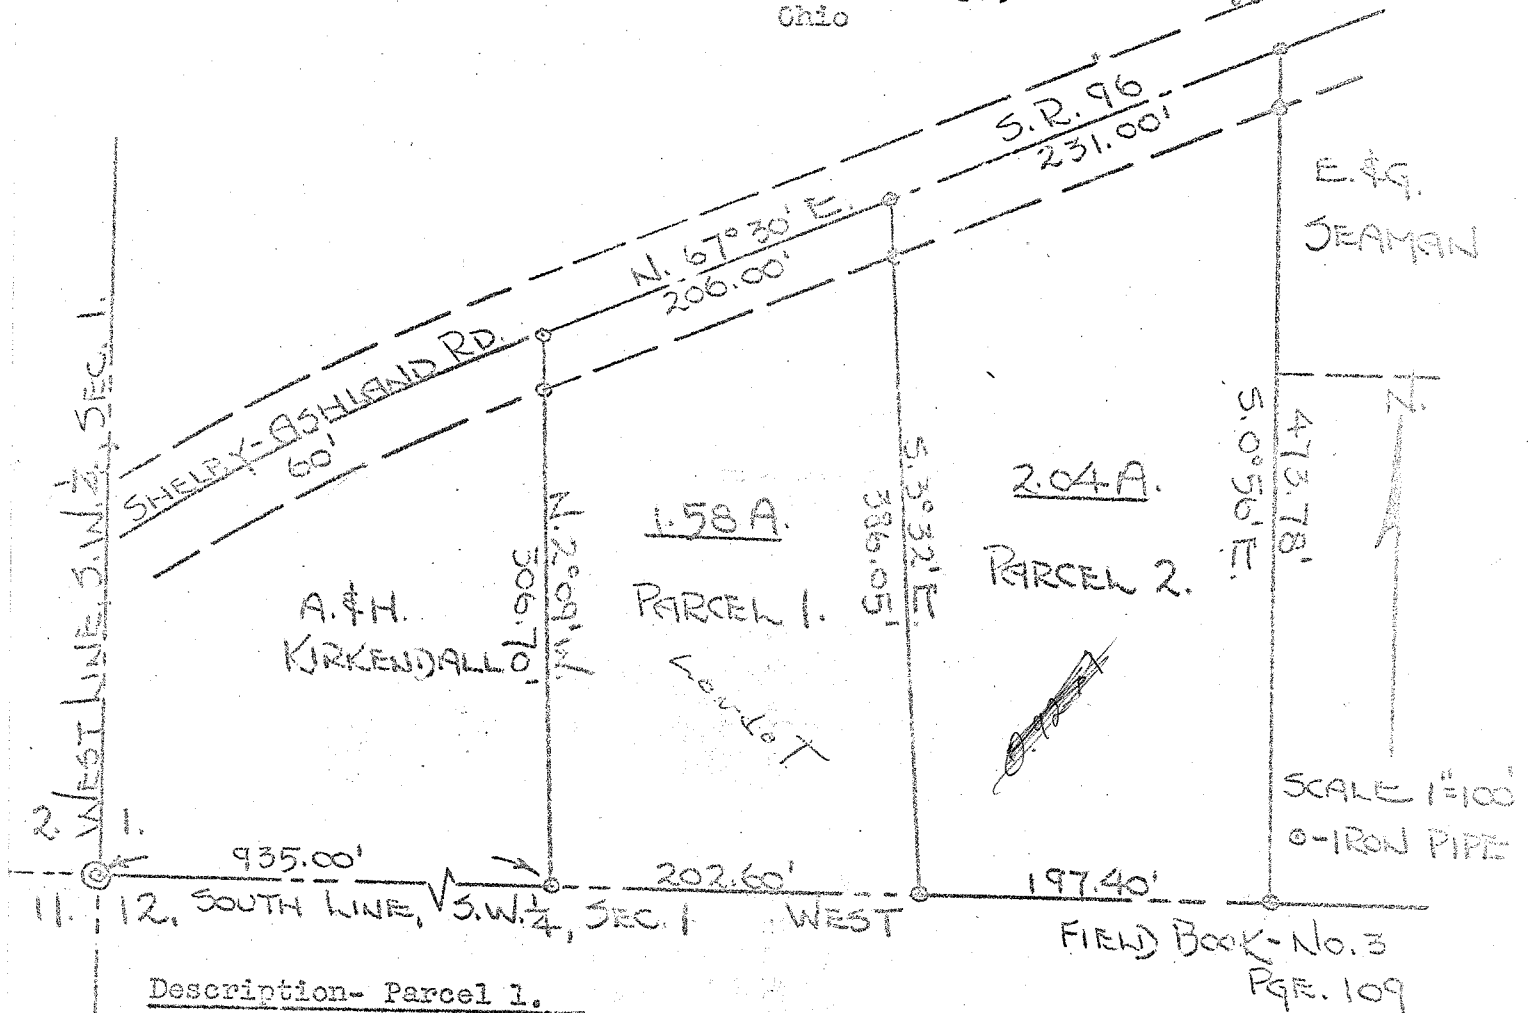 Ohio
S.R. 96
231.00'
E. & G.
SEAMAN
N. 67° 30' E.
206.00'
SHELBY-ASHLAND RD.
60'
WEST LINE, S.W. ¼, SEC. 1.
N. 2° 09' W.
306.70'
1.58 A.
PARCEL 1.
S. 3° 32' E.
386.05'
2.04 A.
PARCEL 2.
S. 0° 56' E.
473.78'
N.
A. & H.
KIRKENDALL
SCALE 1"=100'
⊙-IRON PIPE
2. 1.
11. 12.
935.00'
202.60'
197.40'
SOUTH LINE, S.W. ¼, SEC. 1 WEST
FIELD BOOK-No. 3
PGE. 109
Description- Parcel 1.